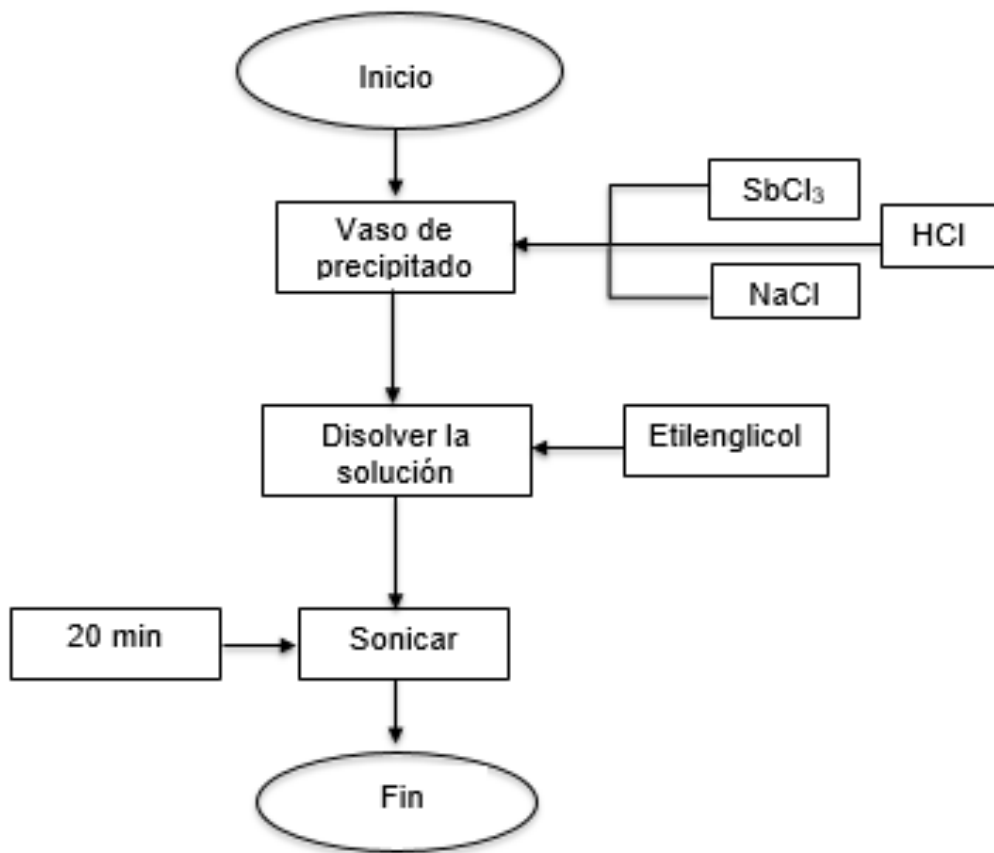 Inicio
SbCl₃
HCl
Vaso de
precipitado
NaCl
Disolver la
solución
Etilenglicol
20 min
Sonicar
Fin